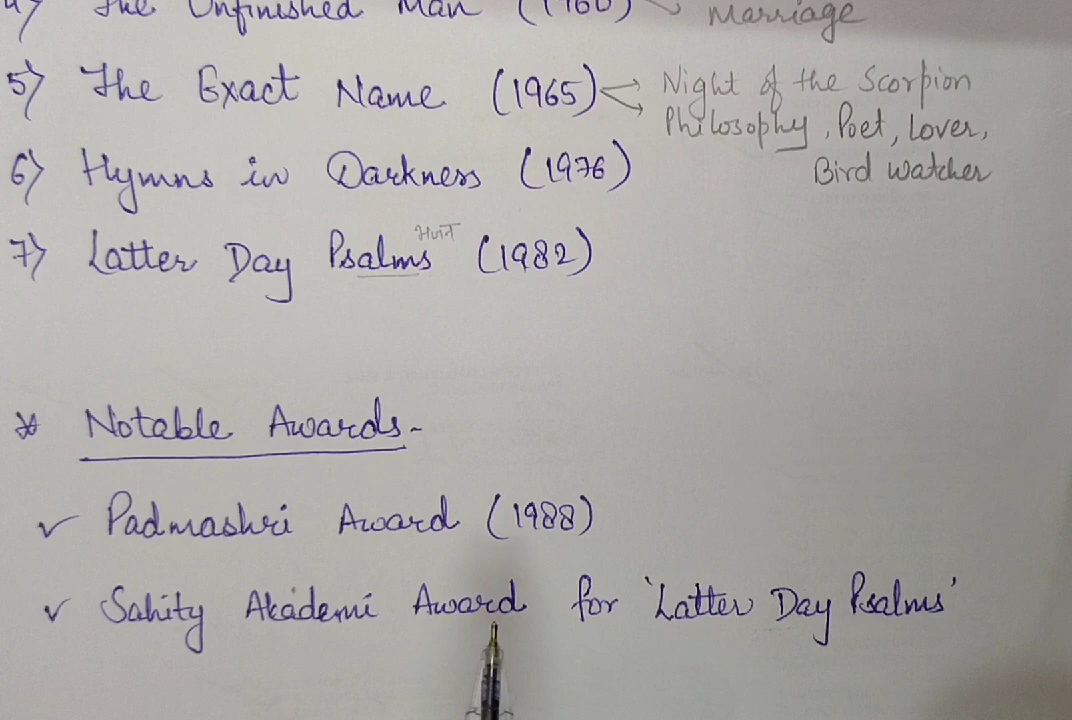 4) The Unfinished Man (1960) Marriage
5) The Exact Name (1965) Night of the Scorpion
Philosophy, Poet, Lover,
Bird watcher
6) Hymns in Darkness (1976)
7) Latter Day Psalms (1982)
* Notable Awards-
✓ Padmashri Award (1988)
✓ Sahity Akademi Award for 'Latter Day Psalms'